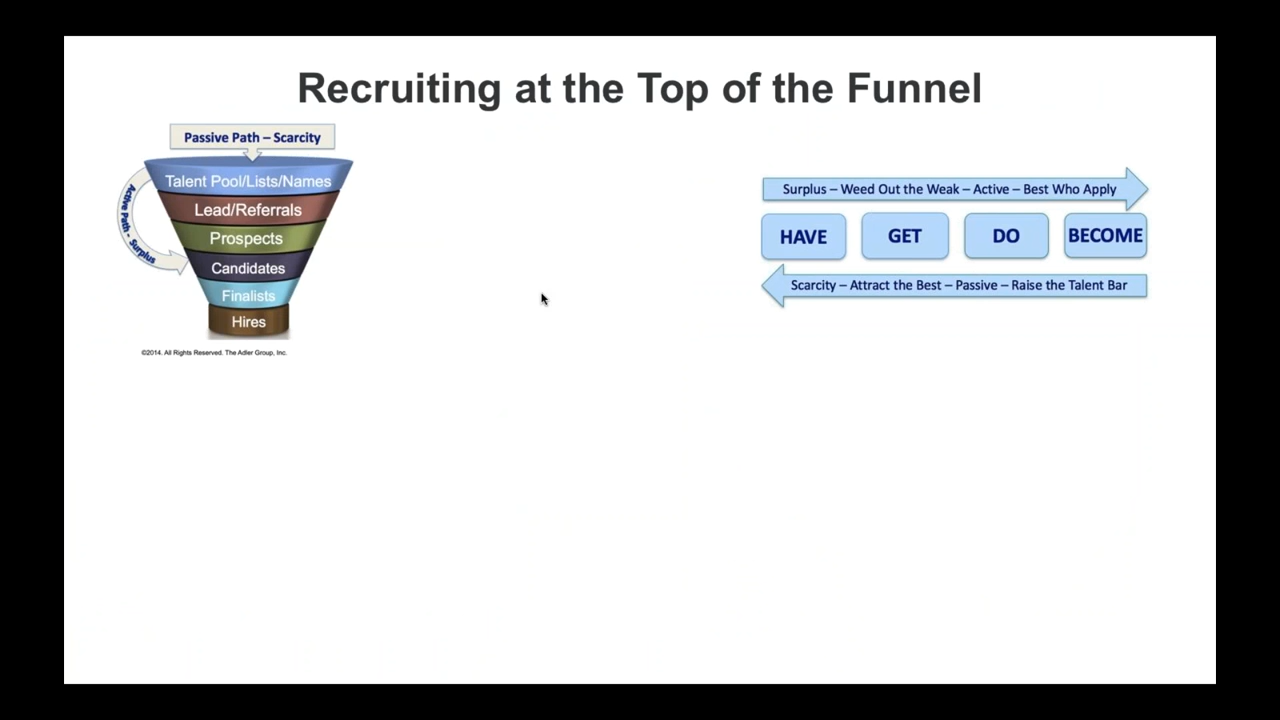 Recruiting at the Top of the Funnel
Passive Path – Scarcity
Active Path - Surplus
Talent Pool/Lists/Names
Lead/Referrals
Prospects
Candidates
Finalists
Hires
©2014. All Rights Reserved. The Adler Group, Inc.
Surplus – Weed Out the Weak – Active – Best Who Apply
HAVE GET DO BECOME
Scarcity – Attract the Best – Passive – Raise the Talent Bar